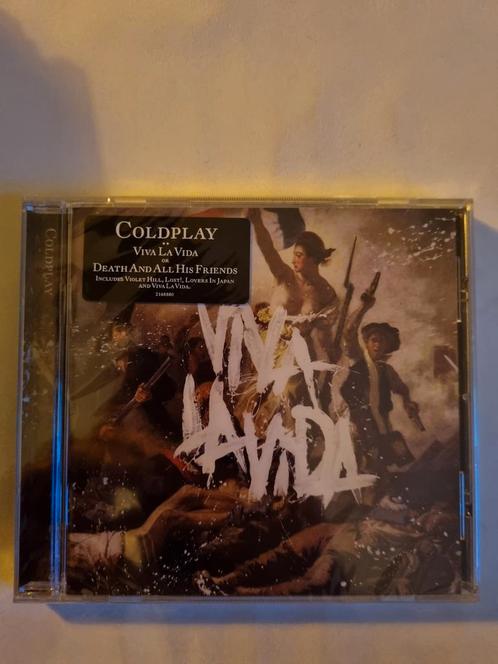 COLDPLAY
VIVA LA VIDA
OR
DEATH AND ALL HIS FRIENDS
INCLUDES VIOLET HILL, LOST!, LOVERS IN JAPAN
AND VIVA LA VIDA.
2168880
COLDPLAY
VIVA
LA VIDA